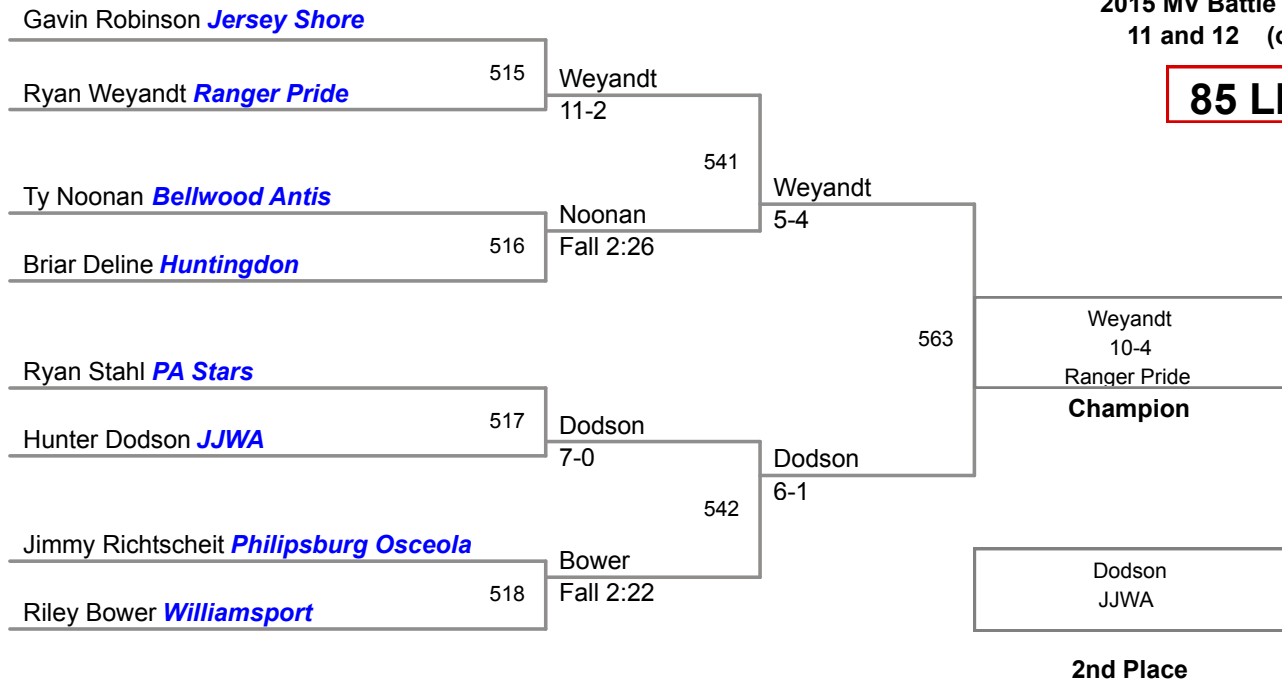 2015 MV Battle
11 and 12 (
85 L
Gavin Robinson Jersey Shore
515
Ryan Weyandt Ranger Pride
Weyandt
11-2
541
Ty Noonan Bellwood Antis
516
Briar Deline Huntingdon
Noonan
Fall 2:26
Weyandt
5-4
563
Ryan Stahl PA Stars
517
Hunter Dodson JJWA
Dodson
7-0
542
Jimmy Richtscheit Philipsburg Osceola
518
Riley Bower Williamsport
Bower
Fall 2:22
Dodson
6-1
Weyandt
10-4
Ranger Pride
Champion
Dodson
JJWA
2nd Place